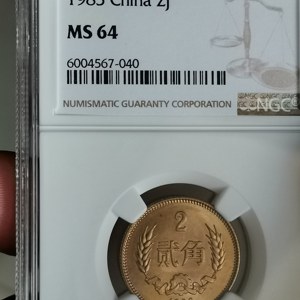 1985 China 2j
MS 64
6004567-040
NUMISMATIC GUARANTY CORPORATION
NGC
2
贰角